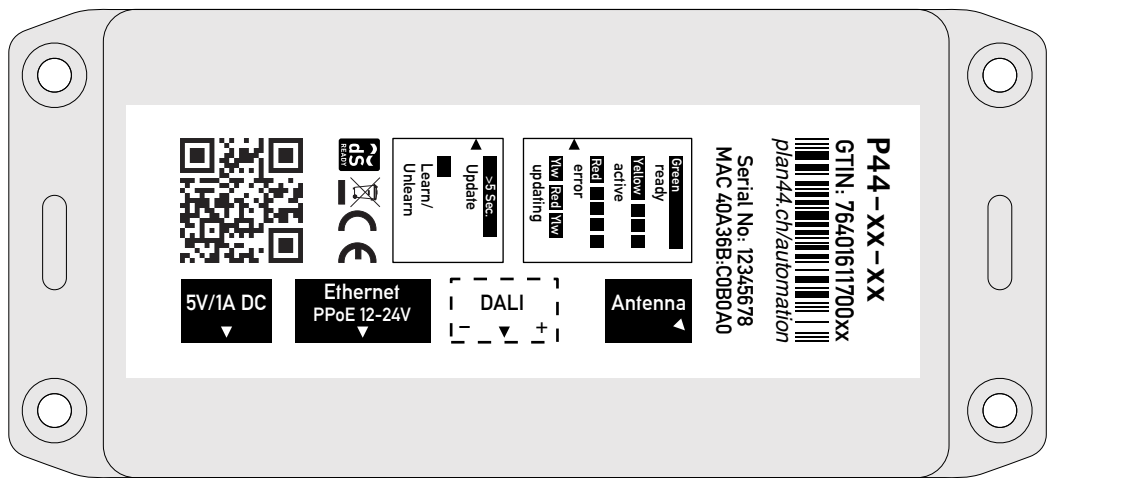 P44-xx-xx
GTIN: 76401611700xx
plan44.ch/automation
Serial No: 12345678
MAC 40A36B:C0B0A0
Green
ready
Yellow
active
Red
error
Ylw Red Ylw
updating
>5 Sec.
Update
Learn/
Unlearn
dS
READY
CE
5V/1A DC
Ethernet
PPoE 12-24V
DALI
− +
Antenna